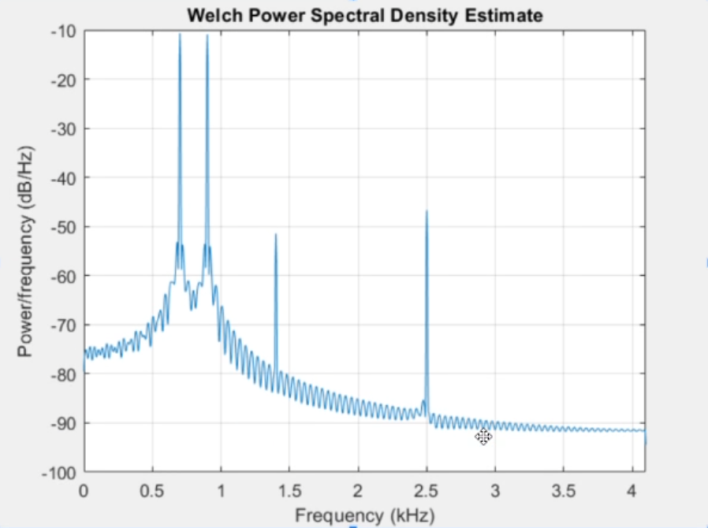 Welch Power Spectral Density Estimate
-10
-20
-30
-40
-50
-60
-70
-80
-90
-100
Power/frequency (dB/Hz)
0 0.5 1 1.5 2 2.5 3 3.5 4
Frequency (kHz)